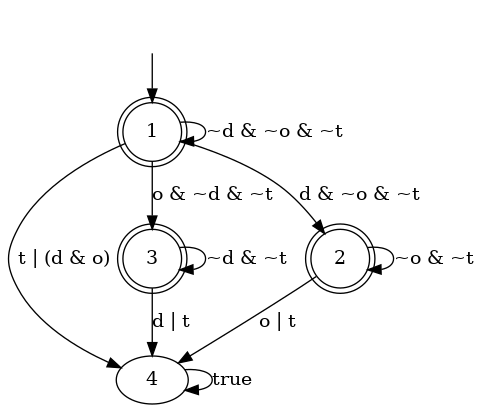 1
~d & ~o & ~t
o & ~d & ~t
d & ~o & ~t
t | (d & o)
3
~d & ~t
2
~o & ~t
d | t
o | t
4
true